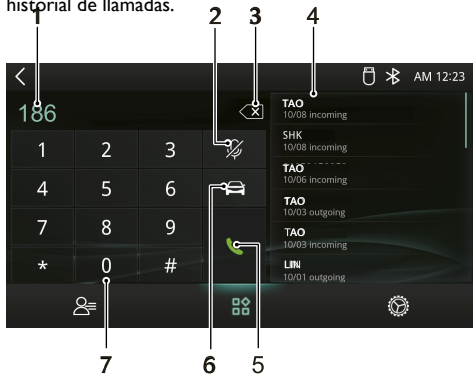 historial de llamadas.
1 2 3 4
AM 12:23
186
1 2 3
4 5 6
7 8 9
* 0 #
TAO
10/08 incoming
SHK
10/08 incoming
TAO
10/06 incoming
TAO
10/03 outgoing
TAO
10/03 incoming
LIN
10/01 outgoing
7 6 5